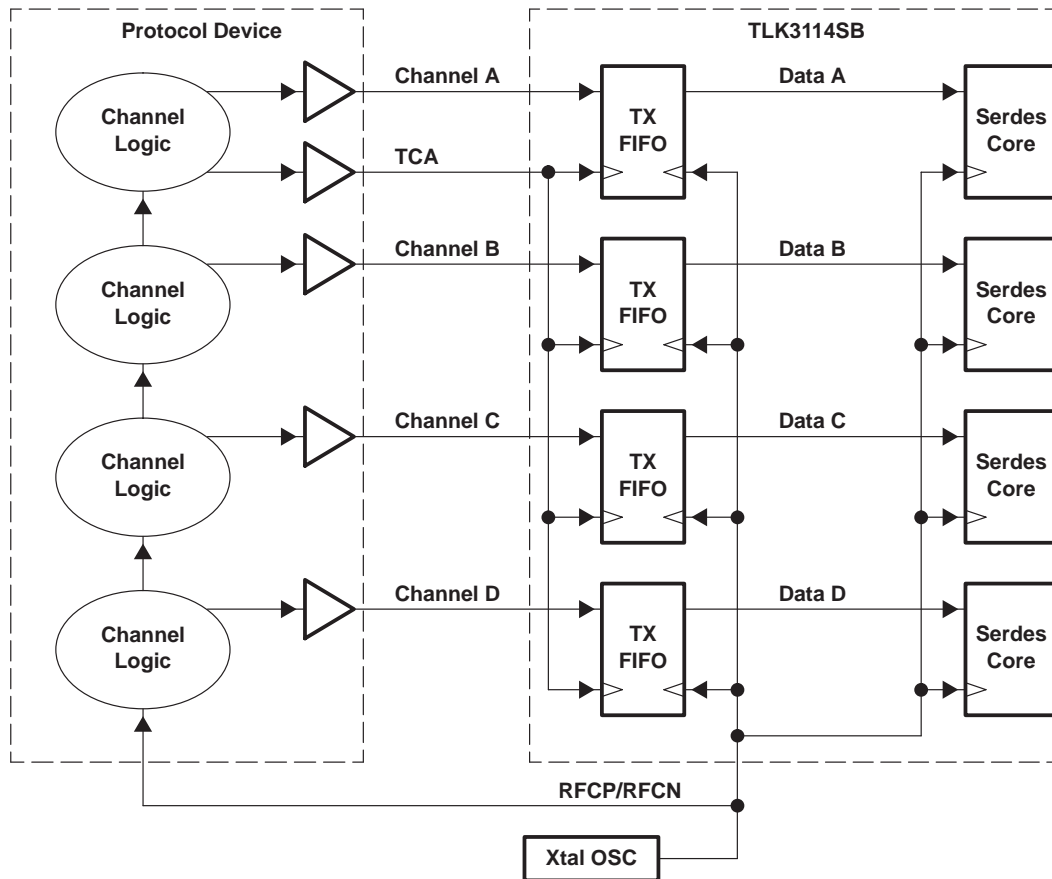 Protocol Device
TLK3114SB
Channel A
Data A
Channel
Logic
TX
FIFO
Serdes
Core
TCA
Channel B
Data B
Channel
Logic
TX
FIFO
Serdes
Core
Channel C
Data C
Channel
Logic
TX
FIFO
Serdes
Core
Channel D
Data D
Channel
Logic
TX
FIFO
Serdes
Core
RFCP/RFCN
Xtal OSC